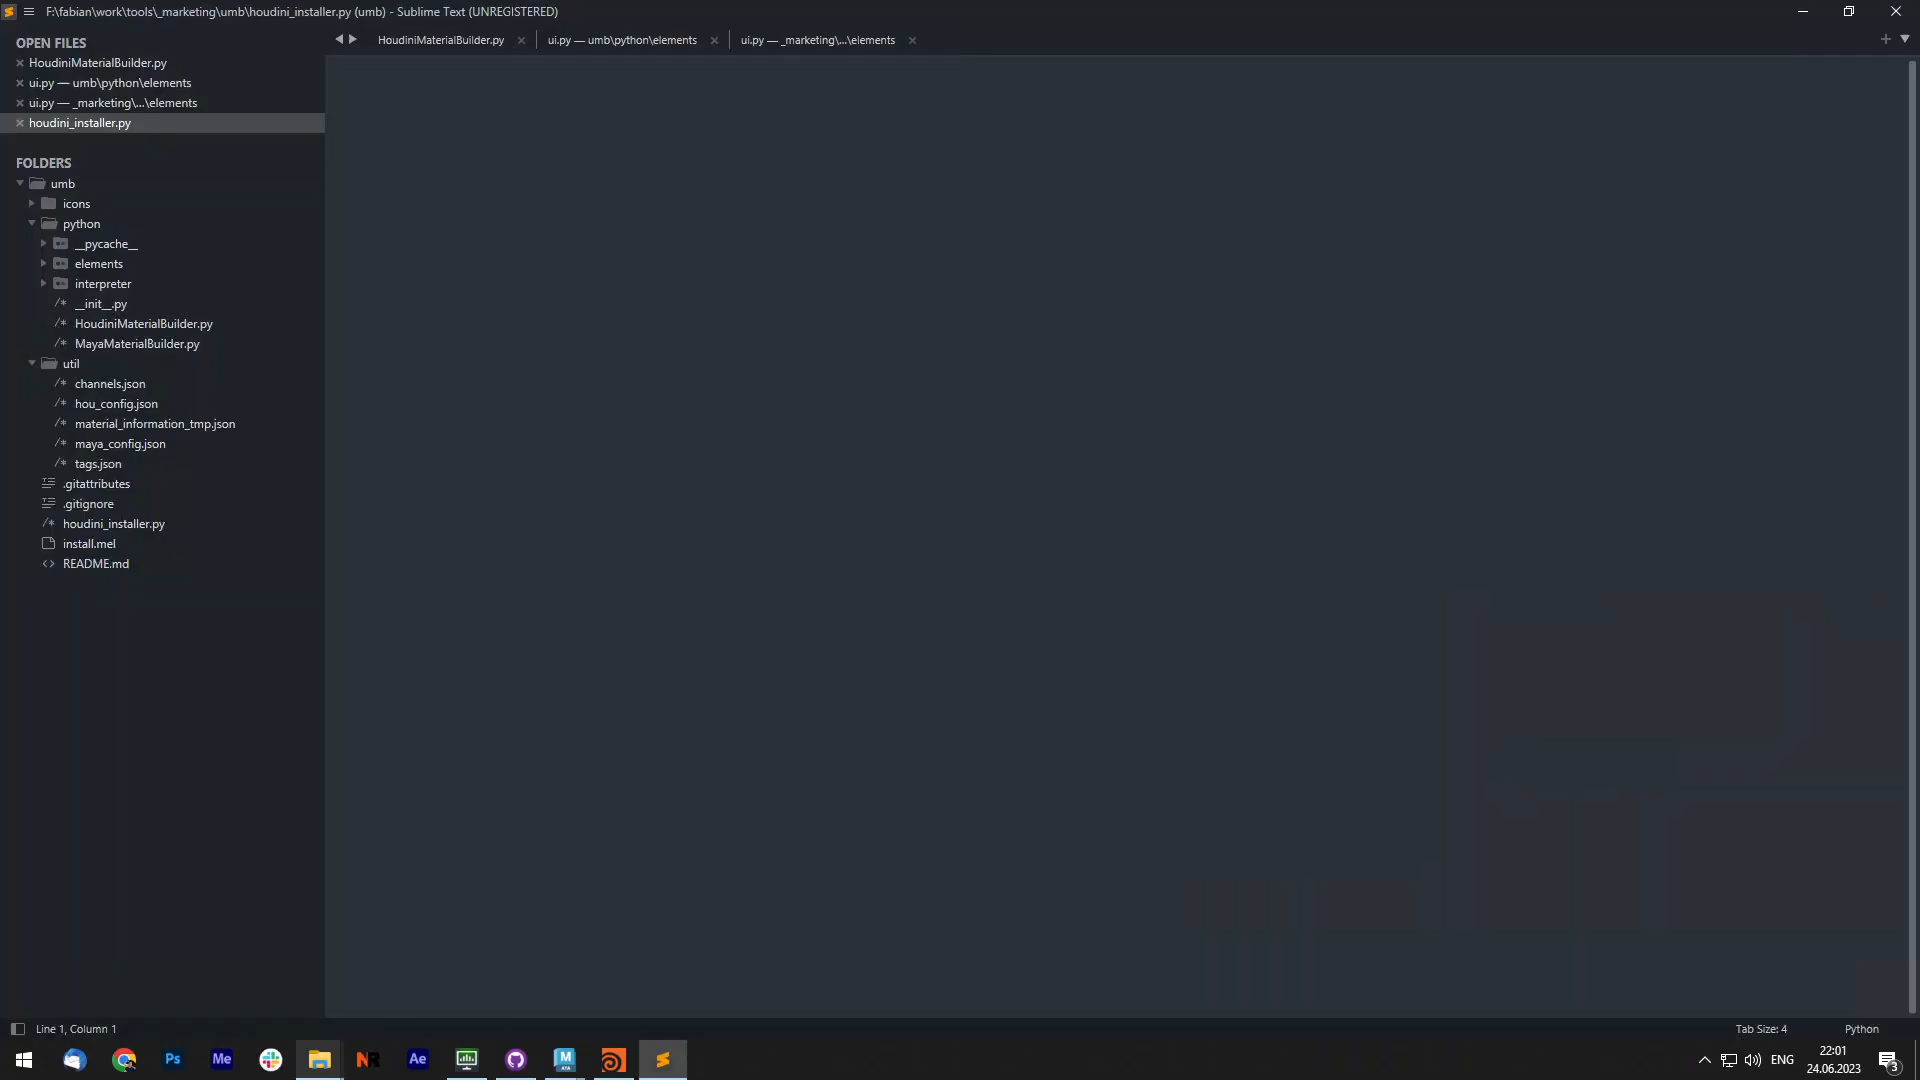 F:\fabian\work\tools\_marketing\umb\houdini_installer.py (umb) - Sublime Text (UNREGISTERED)
OPEN FILES
HoudiniMaterialBuilder.py
ui.py — umb\python\elements
ui.py — _marketing\...\elements
houdini_installer.py
HoudiniMaterialBuilder.py
ui.py — umb\python\elements
ui.py — _marketing\...\elements
FOLDERS
umb
icons
python
__pycache__
elements
interpreter
__init__.py
HoudiniMaterialBuilder.py
MayaMaterialBuilder.py
util
channels.json
hou_config.json
material_information_tmp.json
maya_config.json
tags.json
.gitattributes
.gitignore
houdini_installer.py
install.mel
README.md
Line 1, Column 1
Tab Size: 4
Python
Ps
Me
NR
Ae
M
ENG
22:01
24.06.2023
3